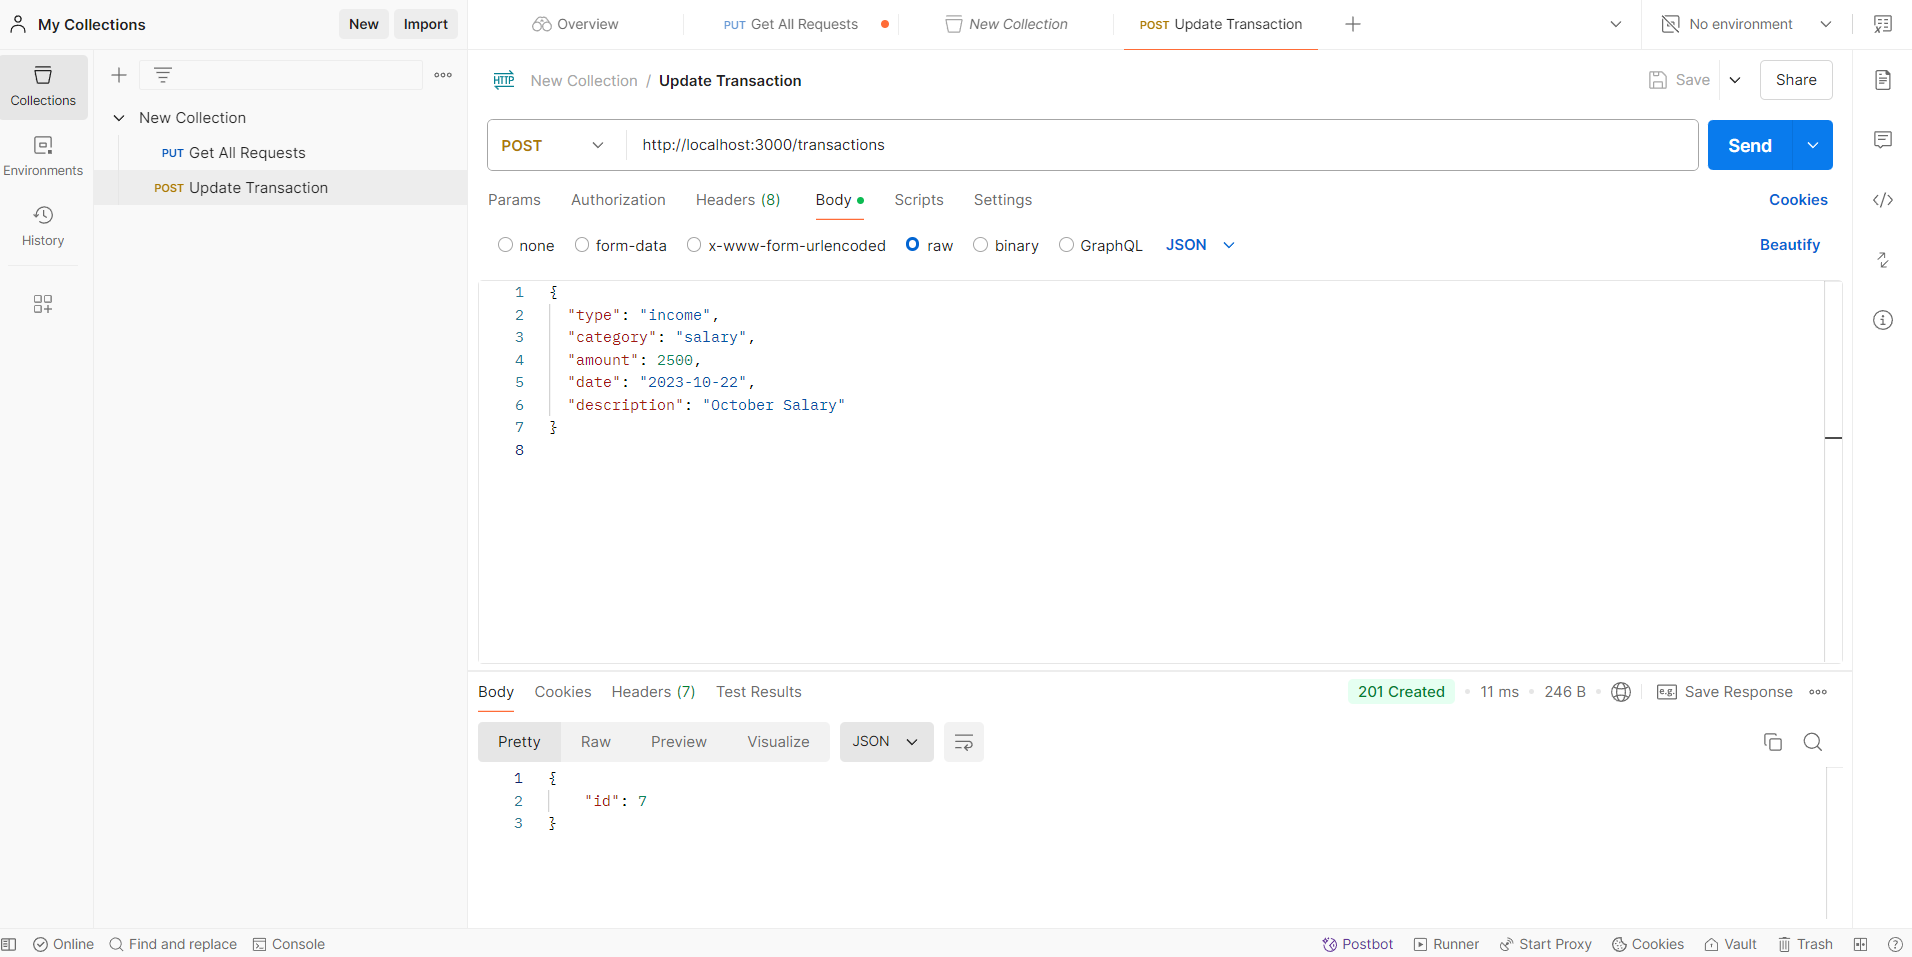 My Collections
New
Import
Overview
PUT Get All Requests
New Collection
POST Update Transaction
No environment
Collections
Environments
History
New Collection
PUT Get All Requests
POST Update Transaction
HTTP New Collection / Update Transaction
Save
Share
POST
http://localhost:3000/transactions
Send
Params Authorization Headers (8) Body Scripts Settings
Cookies
none form-data x-www-form-urlencoded raw binary GraphQL JSON
Beautify
1 {
2 "type": "income",
3 "category": "salary",
4 "amount": 2500,
5 "date": "2023-10-22",
6 "description": "October Salary"
7 }
8
Body Cookies Headers (7) Test Results
201 Created 11 ms 246 B
e.g. Save Response
Pretty Raw Preview Visualize JSON
1 {
2 "id": 7
3 }
Online Find and replace Console
Postbot Runner Start Proxy Cookies Vault Trash